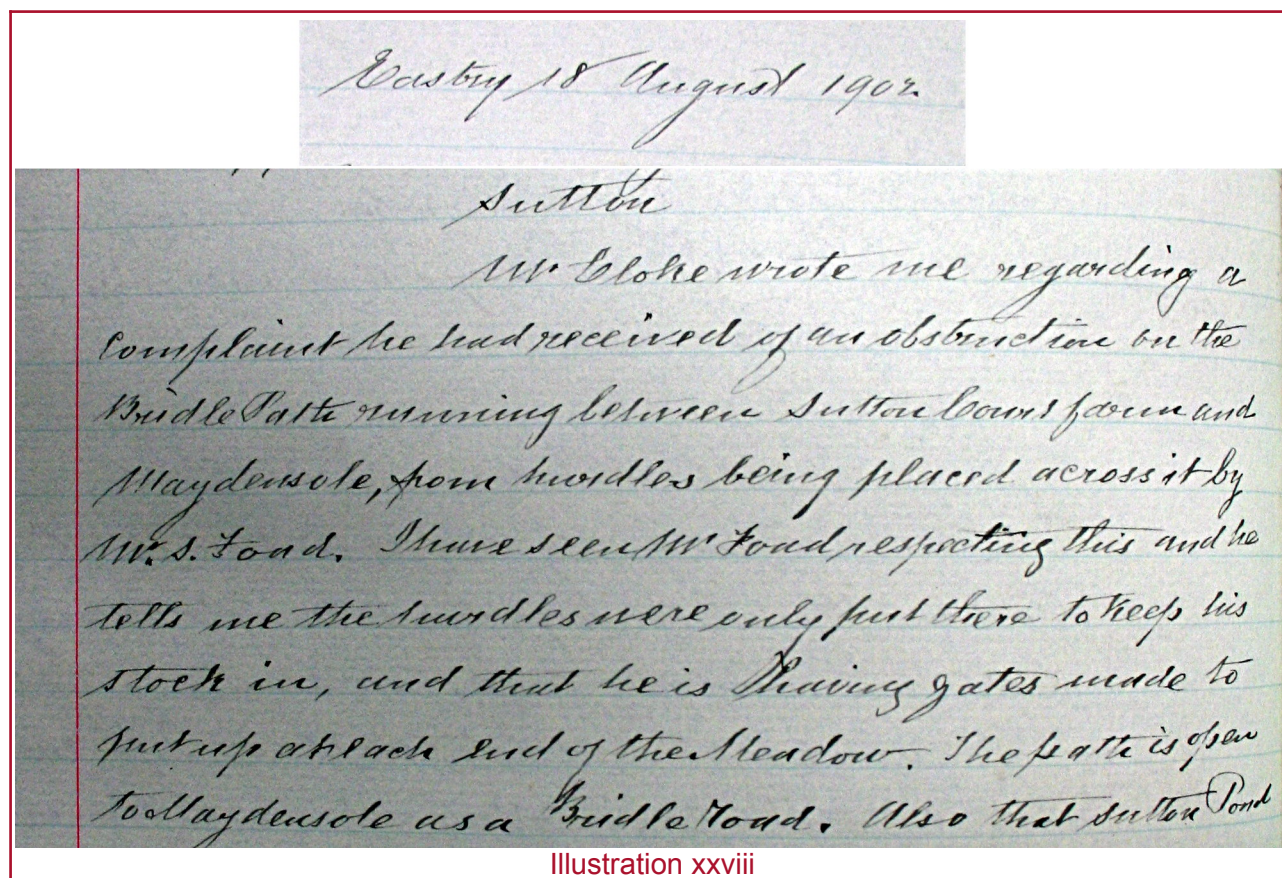 Eastry 18 August 1902.
Sutton
Mr Cloke wrote me regarding a
complaint he had received of an obstruction on the
Bridle Path running between Sutton Court farm and
Maydensole, from hurdles being placed across it by
Mr. S. Foad. I have seen Mr Foad respecting this and he
tells me the hurdles were only put there to keep his
stock in, and that he is having gates made to
put up at each end of the Meadow. The path is open
to Maydensole as a Bridle road. Also that Sutton Pond
Illustration xxviii